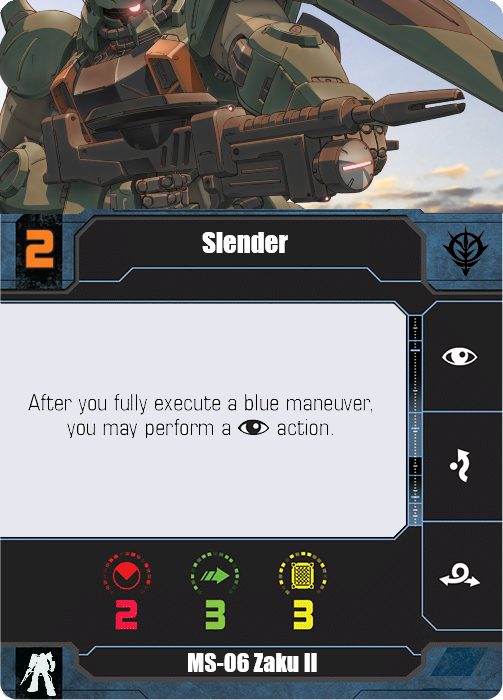 2
Slender
After you fully execute a blue maneuver,
you may perform a action.
2 3 3
MS-06 Zaku II